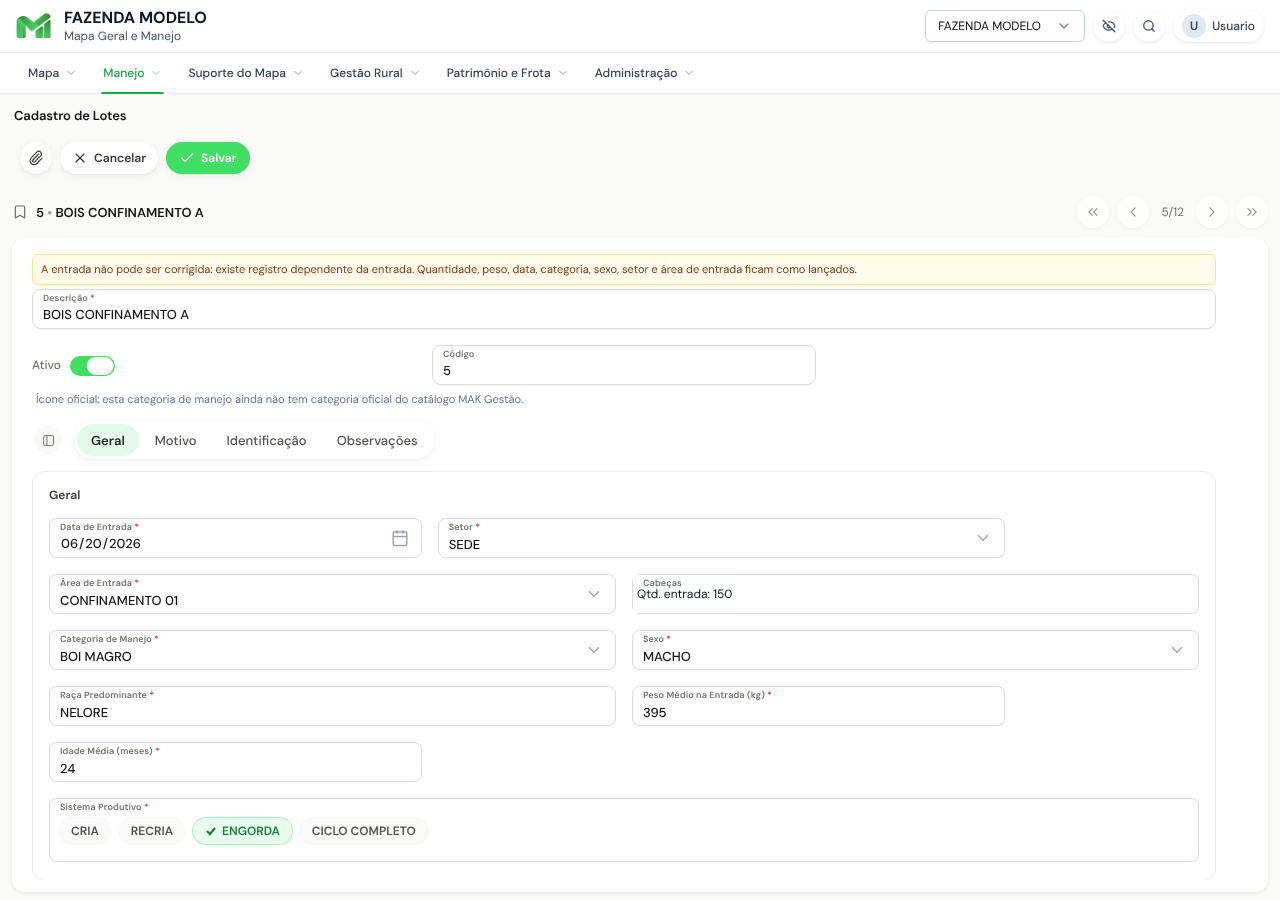 FAZENDA MODELO
Mapa Geral e Manejo
FAZENDA MODELO
U Usuario
Mapa Manejo Suporte do Mapa Gestão Rural Patrimônio e Frota Administração
Cadastro de Lotes
Cancelar Salvar
5 • BOIS CONFINAMENTO A
5/12
A entrada não pode ser corrigida: existe registro dependente da entrada. Quantidade, peso, data, categoria, sexo, setor e área de entrada ficam como lançados.
Descrição *
BOIS CONFINAMENTO A
Ativo
Código
5
Ícone oficial: esta categoria de manejo ainda não tem categoria oficial do catálogo MAK Gestão.
Geral Motivo Identificação Observações
Geral
Data de Entrada *
06/20/2026
Setor *
SEDE
Área de Entrada *
CONFINAMENTO 01
Cabeças
Qtd. entrada: 150
Categoria de Manejo *
BOI MAGRO
Sexo *
MACHO
Raça Predominante *
NELORE
Peso Médio na Entrada (kg) *
395
Idade Média (meses) *
24
Sistema Produtivo *
CRIA RECRIA ENGORDA CICLO COMPLETO